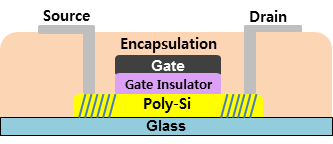 Source Drain
Encapsulation
Gate
Gate Insulator
Poly-Si
Glass